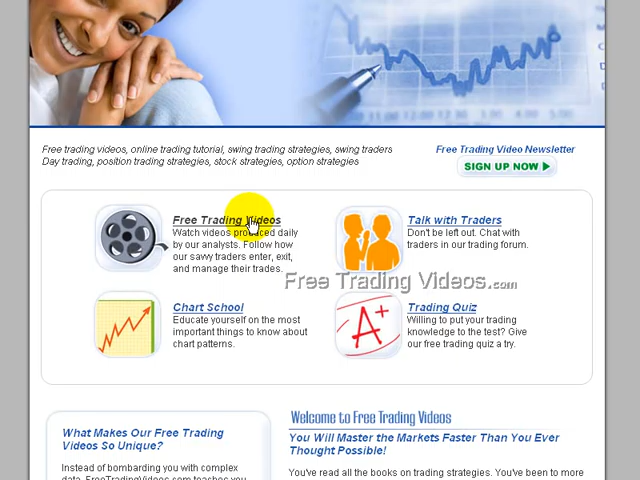 Free trading videos, online trading tutorial, swing trading strategies, swing traders
Day trading, position trading strategies, stock strategies, option strategies
Free Trading Video Newsletter
SIGN UP NOW
Free Trading Videos
Watch videos produced daily
by our analysts. Follow how
our savvy traders enter, exit,
and manage their trades.
Talk with Traders
Don't be left out. Chat with
traders in our trading forum.
Free Trading Videos.com
Chart School
Educate yourself on the most
important things to know about
chart patterns.
A+
Trading Quiz
Willing to put your trading
knowledge to the test? Give
our free trading quiz a try.
What Makes Our Free Trading
Videos So Unique?
Instead of bombarding you with complex
data, FreeTradingVideos.com teaches you
Welcome to Free Trading Videos
You Will Master the Markets Faster Than You Ever
Thought Possible!
You've read all the books on trading strategies. You've been to more